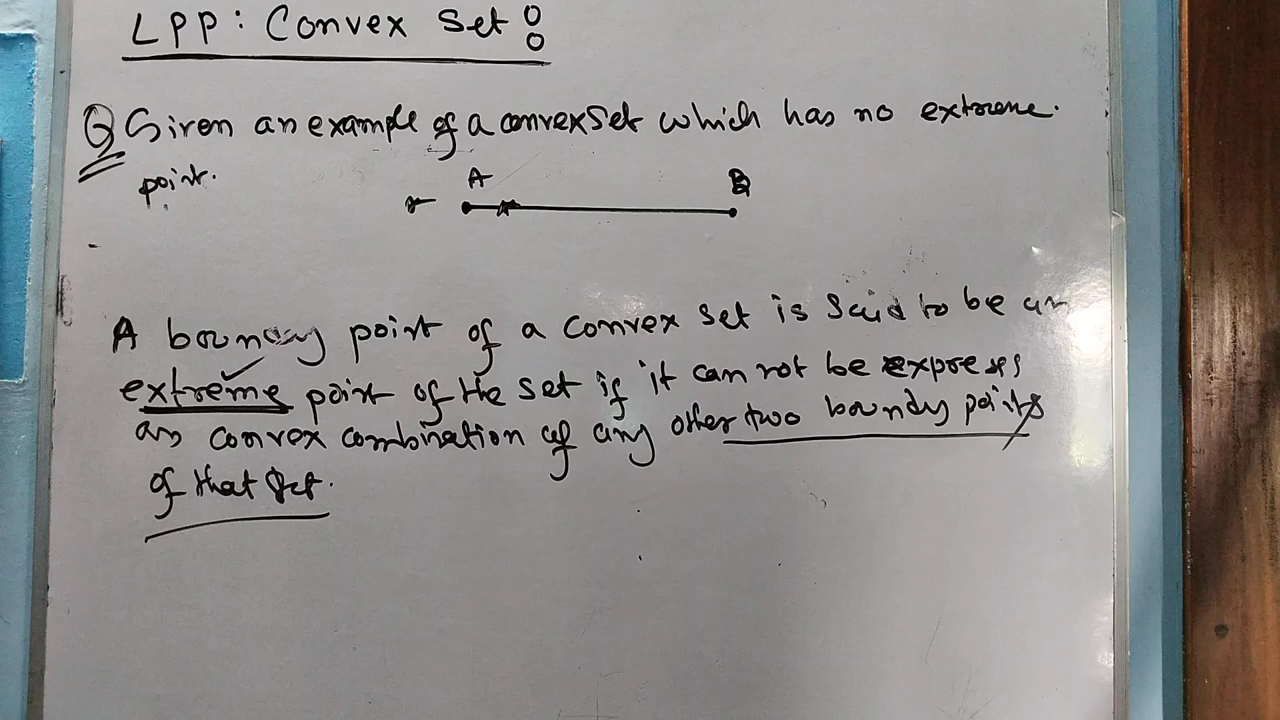 LPP: Convex Set :
Q Given an example of a convex Set which has no extreme.
point.
A B
A boundy point of a convex set is said to be an
extreme point of the set if it can not be express
as convex combination of any other two boundy points
of that set.